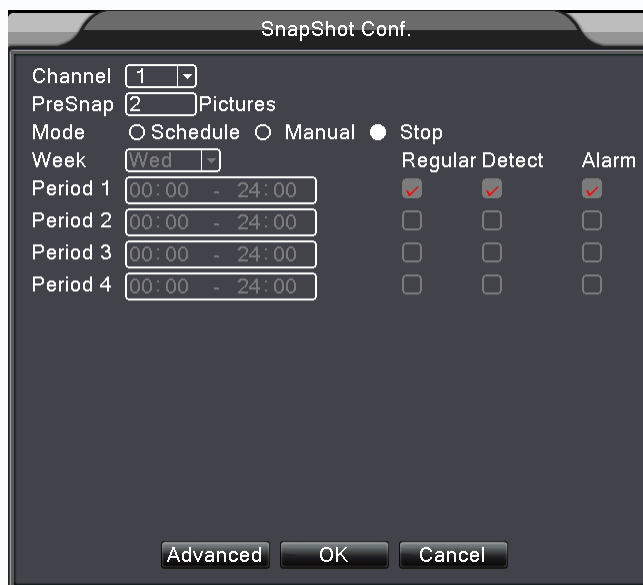 SnapShot Conf.
Channel 1
PreSnap 2 Pictures
Mode Schedule Manual Stop
Week Wed Regular Detect Alarm
Period 1 00:00 - 24:00
Period 2 00:00 - 24:00
Period 3 00:00 - 24:00
Period 4 00:00 - 24:00
Advanced OK Cancel